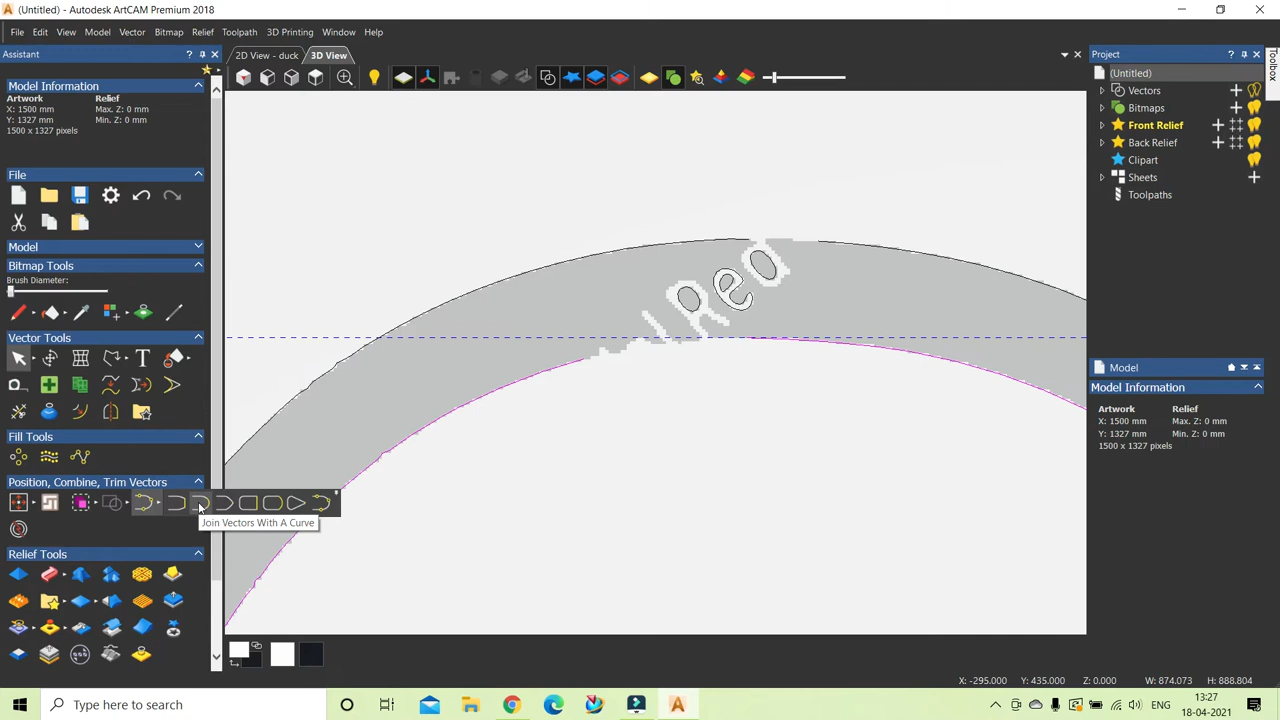 (Untitled) - Autodesk ArtCAM Premium 2018
File Edit View Model Vector Bitmap Relief Toolpath 3D Printing Window Help
Assistant
2D View - duck
3D View
Project
Toolbox
Model Information
Artwork
Relief
X: 1500 mm
Max. Z: 0 mm
Y: 1327 mm
Min. Z: 0 mm
1500 x 1327 pixels
File
Model
Bitmap Tools
Brush Diameter:
Vector Tools
Fill Tools
Position, Combine, Trim Vectors
Join Vectors With A Curve
Relief Tools
Red
(Untitled)
Vectors
Bitmaps
Front Relief
Back Relief
Clipart
Sheets
Toolpaths
Model
Model Information
Artwork
Relief
X: 1500 mm
Max. Z: 0 mm
Y: 1327 mm
Min. Z: 0 mm
1500 x 1327 pixels
X: -295.000
Y: 435.000
Z: 0.000
W: 874.073
H: 888.804
Type here to search
ENG
13:27
18-04-2021